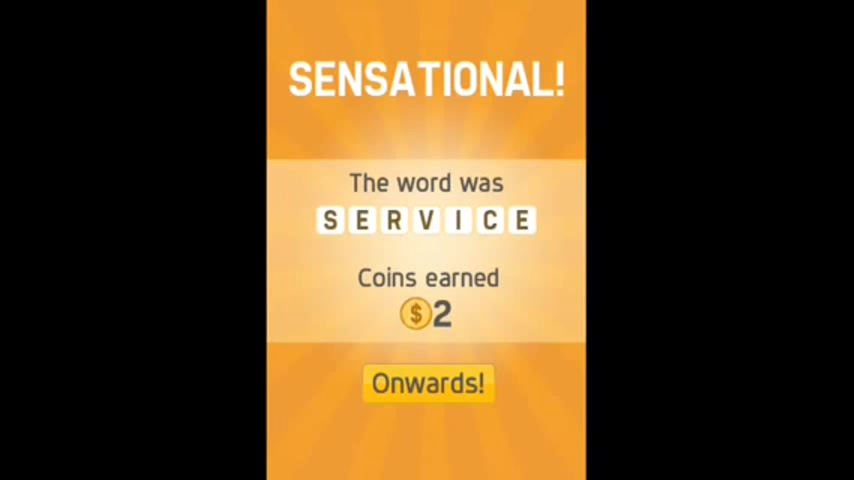 SENSATIONAL!
The word was
SERVICE
Coins earned
$2
Onwards!